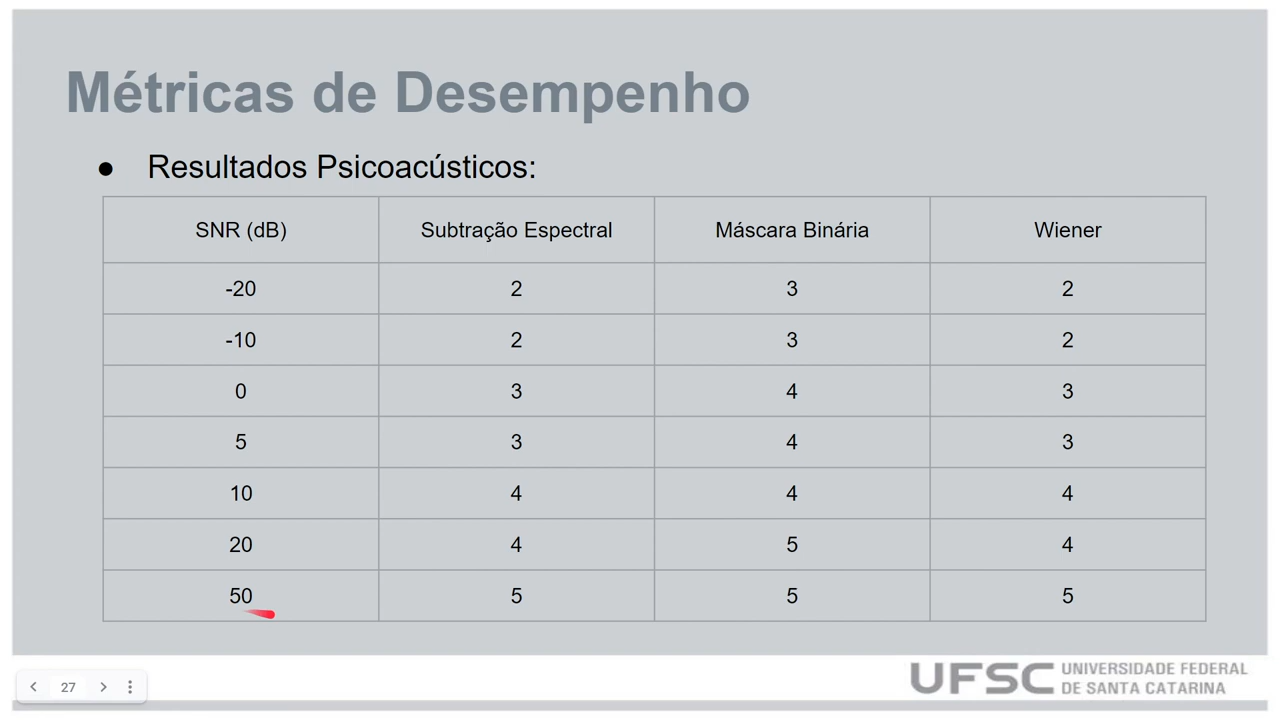 Métricas de Desempenho
● Resultados Psicoacústicos:
SNR (dB) Subtração Espectral Máscara Binária Wiener
-20 2 3 2
-10 2 3 2
0 3 4 3
5 3 4 3
10 4 4 4
20 4 5 4
50 5 5 5
27
UFSC UNIVERSIDADE FEDERAL
DE SANTA CATARINA